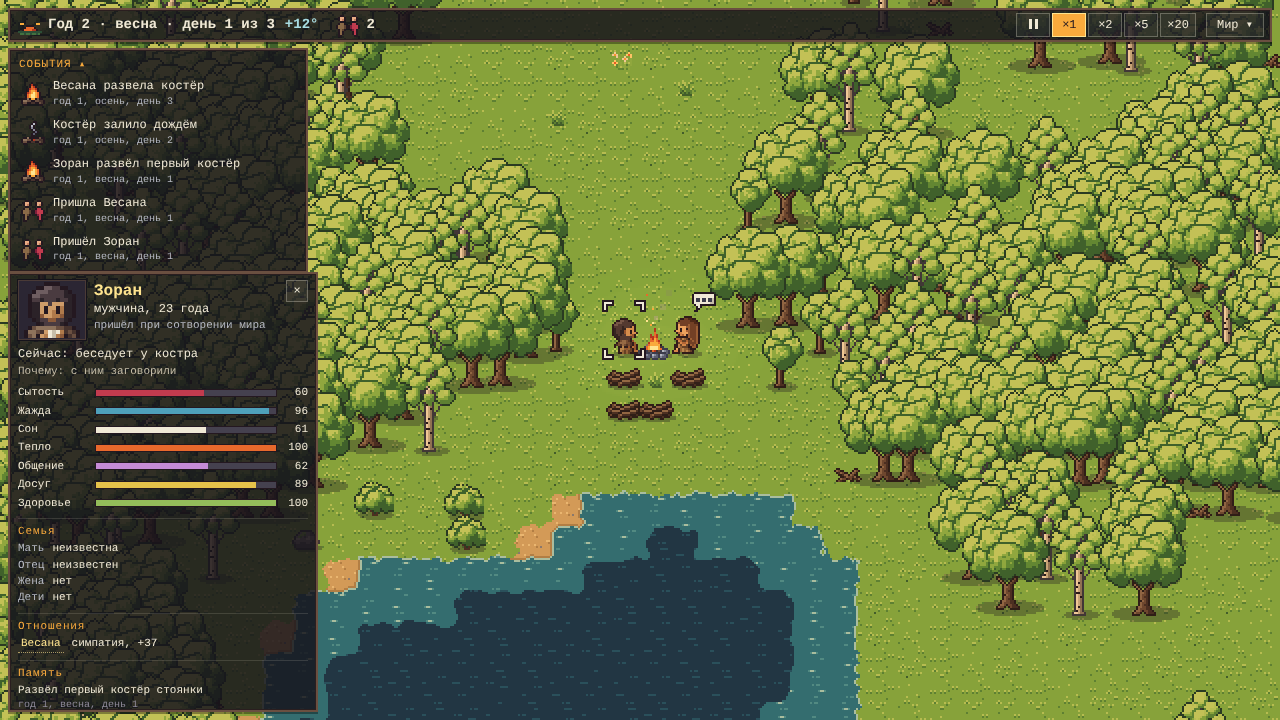 Год 2 · весна · день 1 из 3 +12° 2
×1 ×2 ×5 ×20 Мир ▾
СОБЫТИЯ ▴
Весана развела костёр
год 1, осень, день 3
Костёр залило дождём
год 1, осень, день 2
Зоран развёл первый костёр
год 1, весна, день 1
Пришла Весана
год 1, весна, день 1
Пришёл Зоран
год 1, весна, день 1
Зоран ×
мужчина, 23 года
пришёл при сотворении мира
Сейчас: беседует у костра
Почему: с ним заговорили
Сытость 60
Жажда 96
Сон 61
Тепло 100
Общение 62
Досуг 89
Здоровье 100
Семья
Мать неизвестна
Отец неизвестен
Жена нет
Дети нет
Отношения
Весана симпатия, +37
Память
Развёл первый костёр стоянки
год 1, весна, день 1